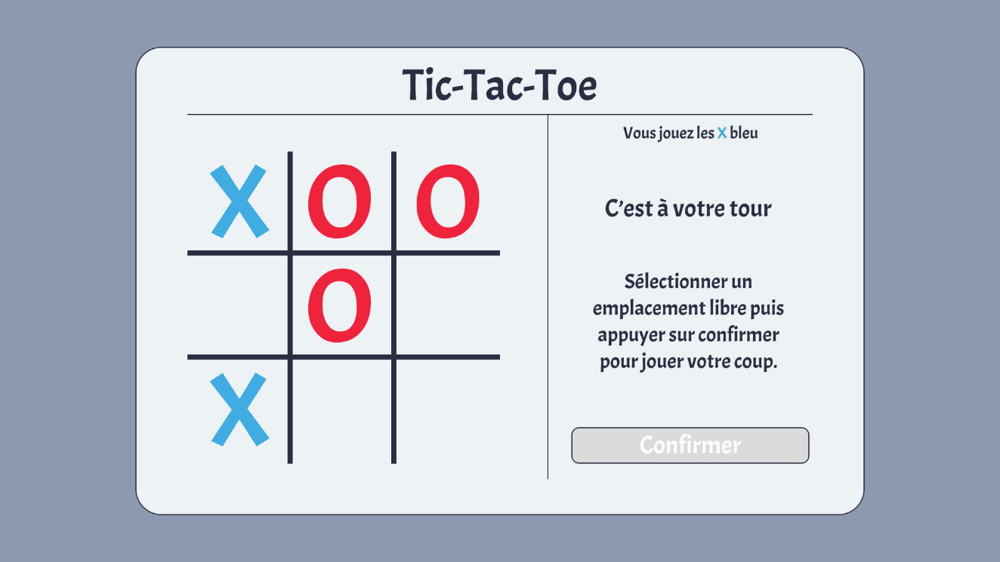 Tic-Tac-Toe
Vous jouez les X bleu
X O O
O
X
C’est à votre tour
Sélectionner un
emplacement libre puis
appuyer sur confirmer
pour jouer votre coup.
Confirmer